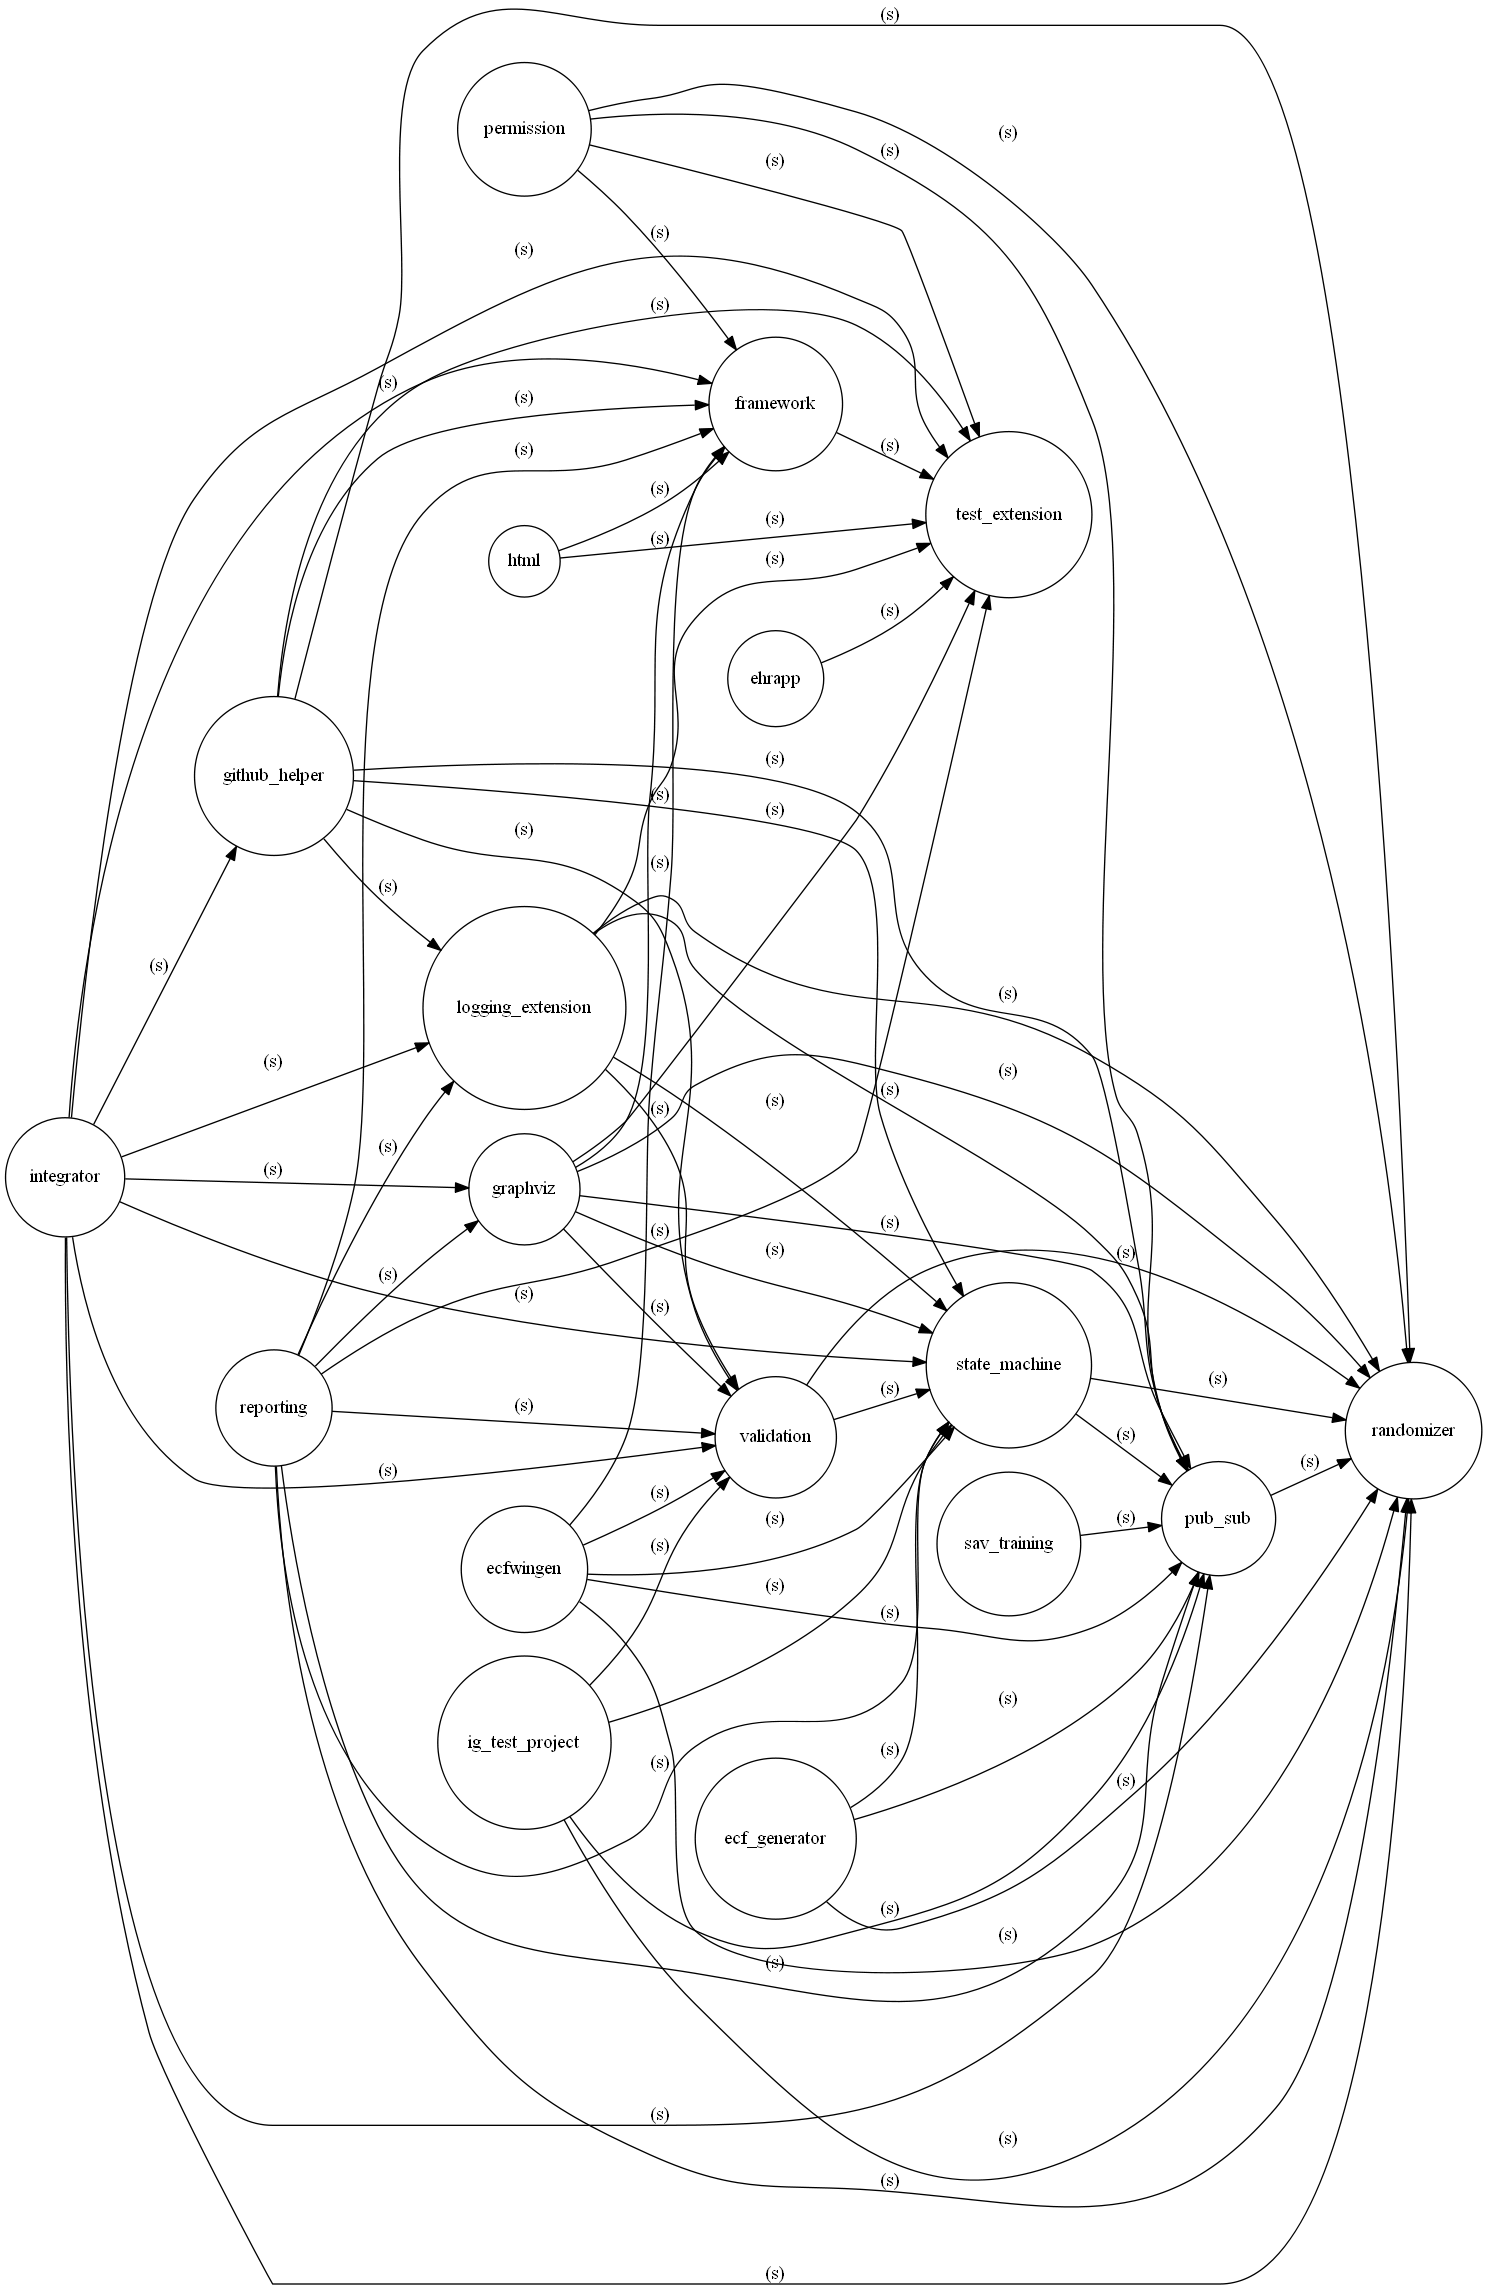 (s)
permission
(s)
(s)
(s)
(s)
(s)
(s)
(s)
(s)
framework
(s)
(s)
(s)
(s)
test_extension
(s)
(s)
html
(s)
(s)
ehrapp
(s)
github_helper
(s)
(s)
(s)
(s)
(s)
(s)
(s)
logging_extension
(s)
(s)
(s)
(s)
(s)
(s)
(s)
integrator
graphviz
(s)
(s)
(s)
(s)
(s)
(s)
(s)
state_machine
(s)
(s)
reporting
(s)
randomizer
validation
(s)
(s)
(s)
(s)
pub_sub
(s)
(s)
sav_training
(s)
ecfwingen
(s)
(s)
(s)
ig_test_project
(s)
(s)
(s)
ecf_generator
(s)
(s)
(s)
(s)
(s)
(s)
(s)